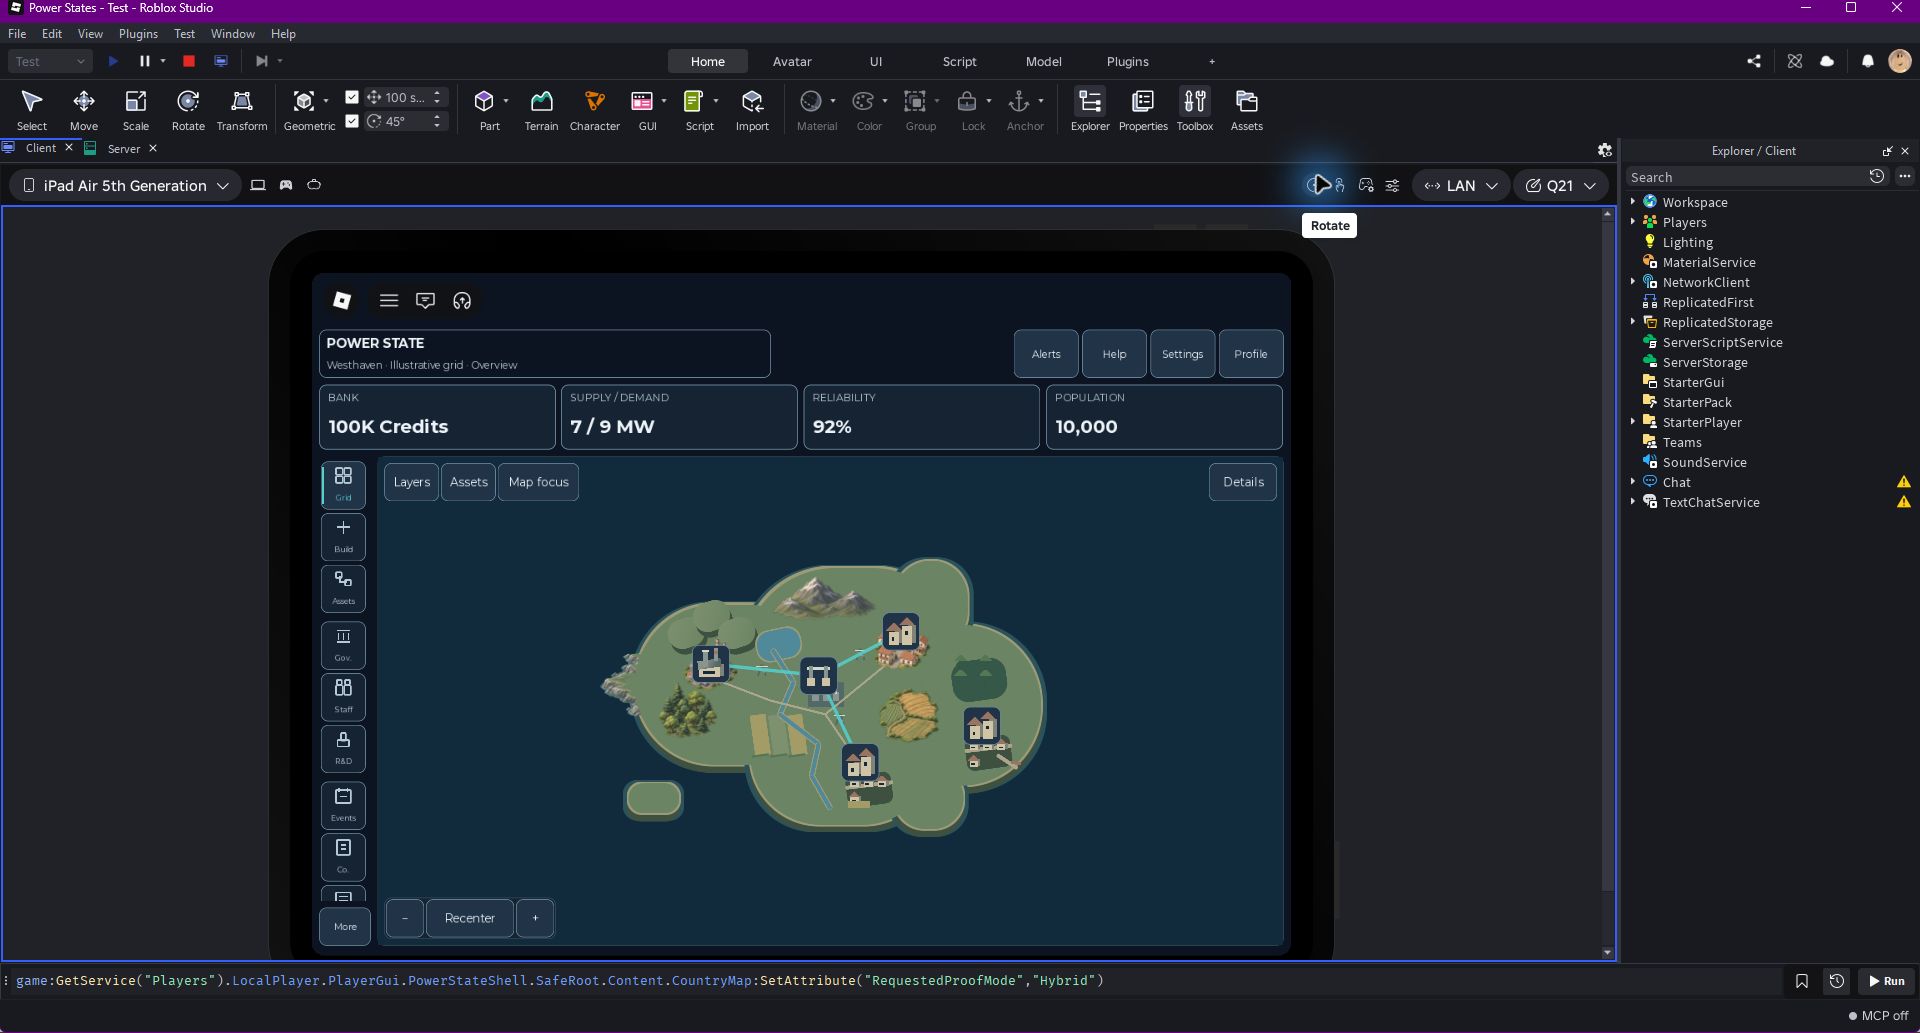 Power States - Test - Roblox Studio
File Edit View Plugins Test Window Help
Test
Home Avatar UI Script Model Plugins +
100 s...
45°
Select Move Scale Rotate Transform Geometric Part Terrain Character GUI Script Import Material Color Group Lock Anchor Explorer Properties Toolbox Assets
Client Server
Explorer / Client
iPad Air 5th Generation
LAN
Q21
Search
Rotate
Workspace
Players
Lighting
MaterialService
NetworkClient
ReplicatedFirst
ReplicatedStorage
ServerScriptService
ServerStorage
StarterGui
StarterPack
StarterPlayer
Teams
SoundService
Chat
TextChatService
POWER STATE
Westhaven · Illustrative grid · Overview
Alerts Help Settings Profile
BANK
100K Credits
SUPPLY / DEMAND
7 / 9 MW
RELIABILITY
92%
POPULATION
10,000
Grid
Build
Assets
Gov.
Staff
R&D
Events
Co.
More
Layers Assets Map focus Details
- Recenter +
game:GetService("Players").LocalPlayer.PlayerGui.PowerStateShell.SafeRoot.Content.CountryMap:SetAttribute("RequestedProofMode","Hybrid")
Run
MCP off